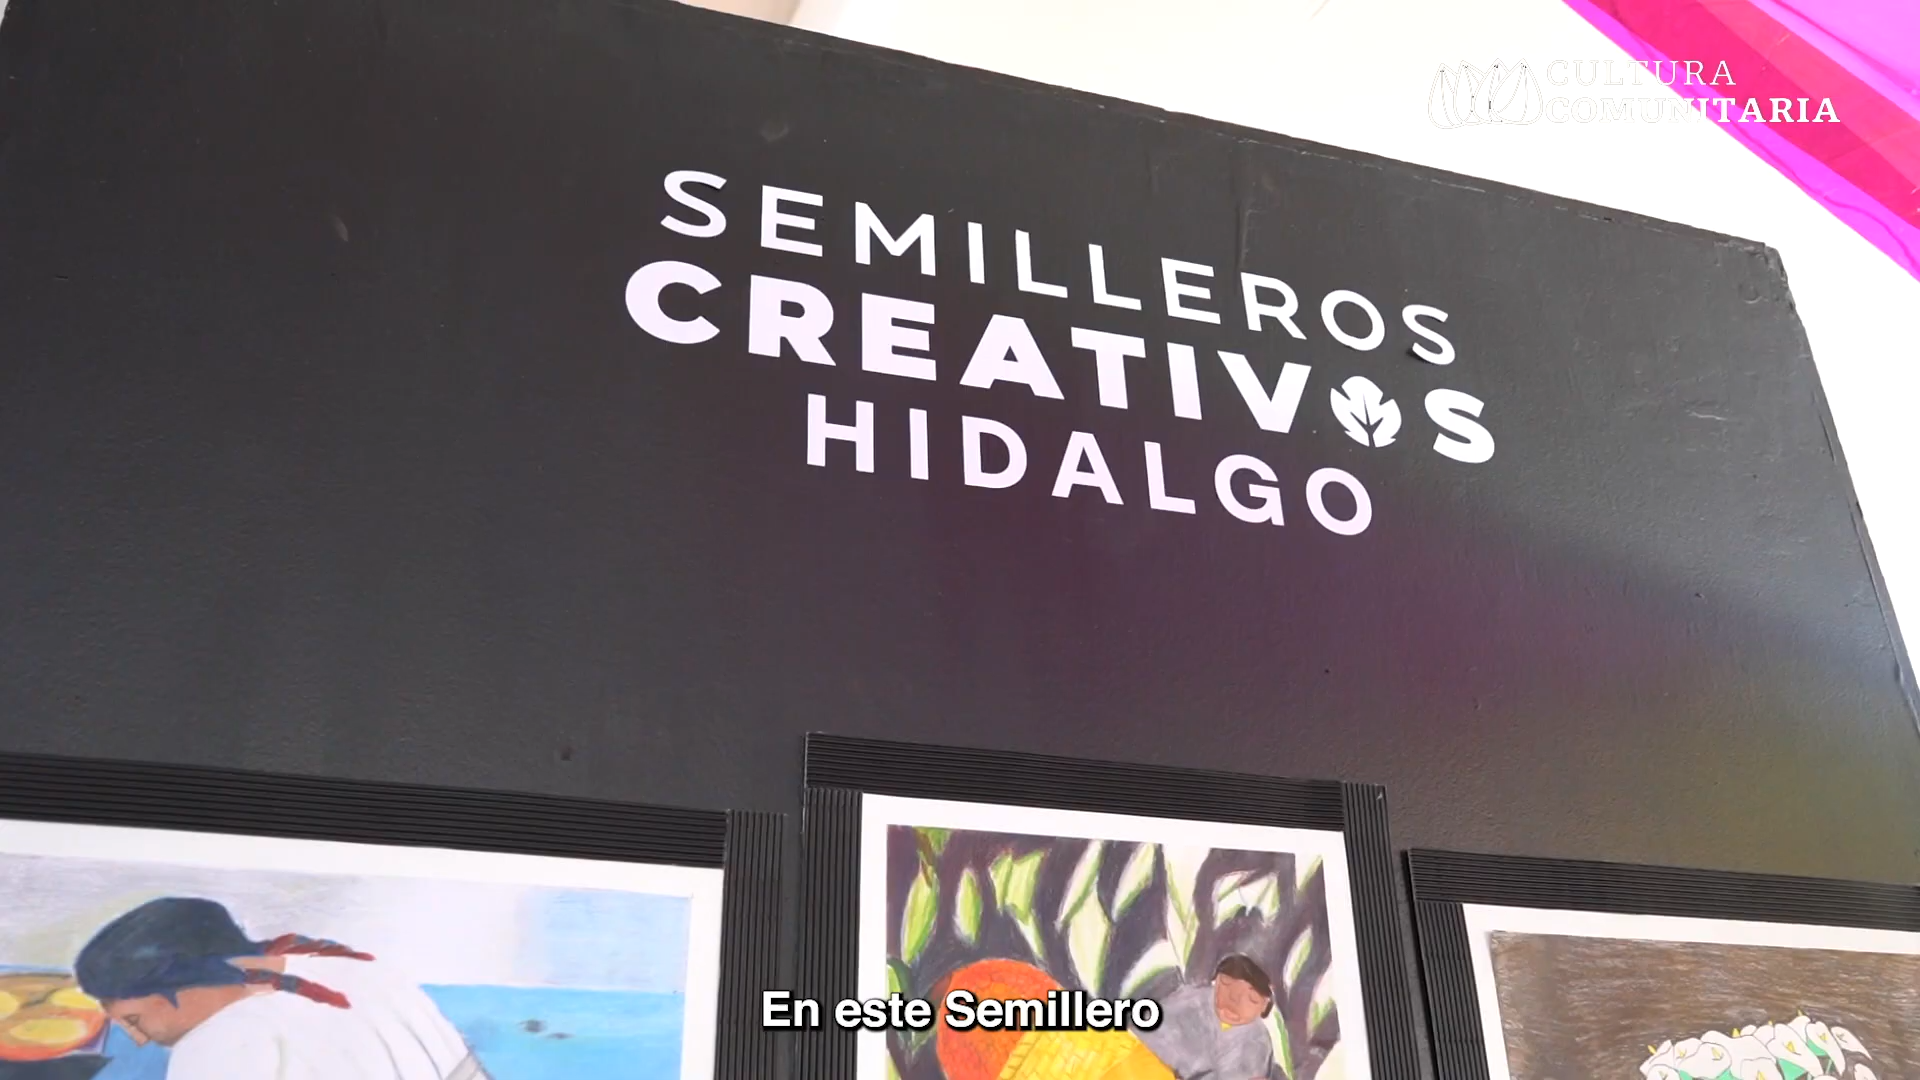 CULTURA
COMUNITARIA
SEMILLEROS
CREATIVOS
HIDALGO
En este Semillero